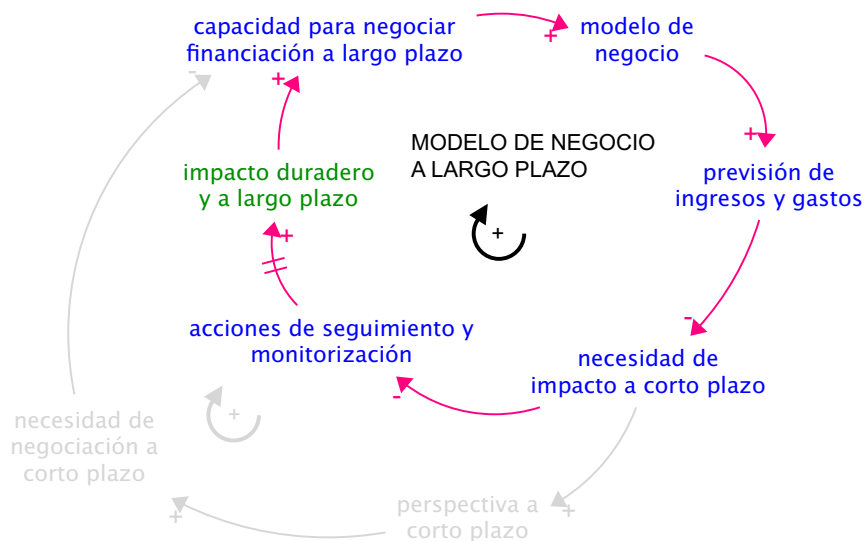 capacidad para negociar
financiación a largo plazo
+
modelo de
negocio
-
+
+
MODELO DE NEGOCIO
A LARGO PLAZO
impacto duradero
y a largo plazo
previsión de
ingresos y gastos
+
+
-
acciones de seguimiento y
monitorización
necesidad de
impacto a corto plazo
-
necesidad de
negociación a
corto plazo
+
perspectiva a
corto plazo
+
+